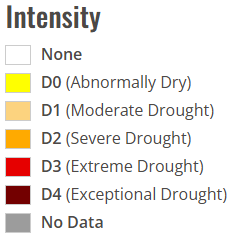 Intensity
None
D0 (Abnormally Dry)
D1 (Moderate Drought)
D2 (Severe Drought)
D3 (Extreme Drought)
D4 (Exceptional Drought)
No Data